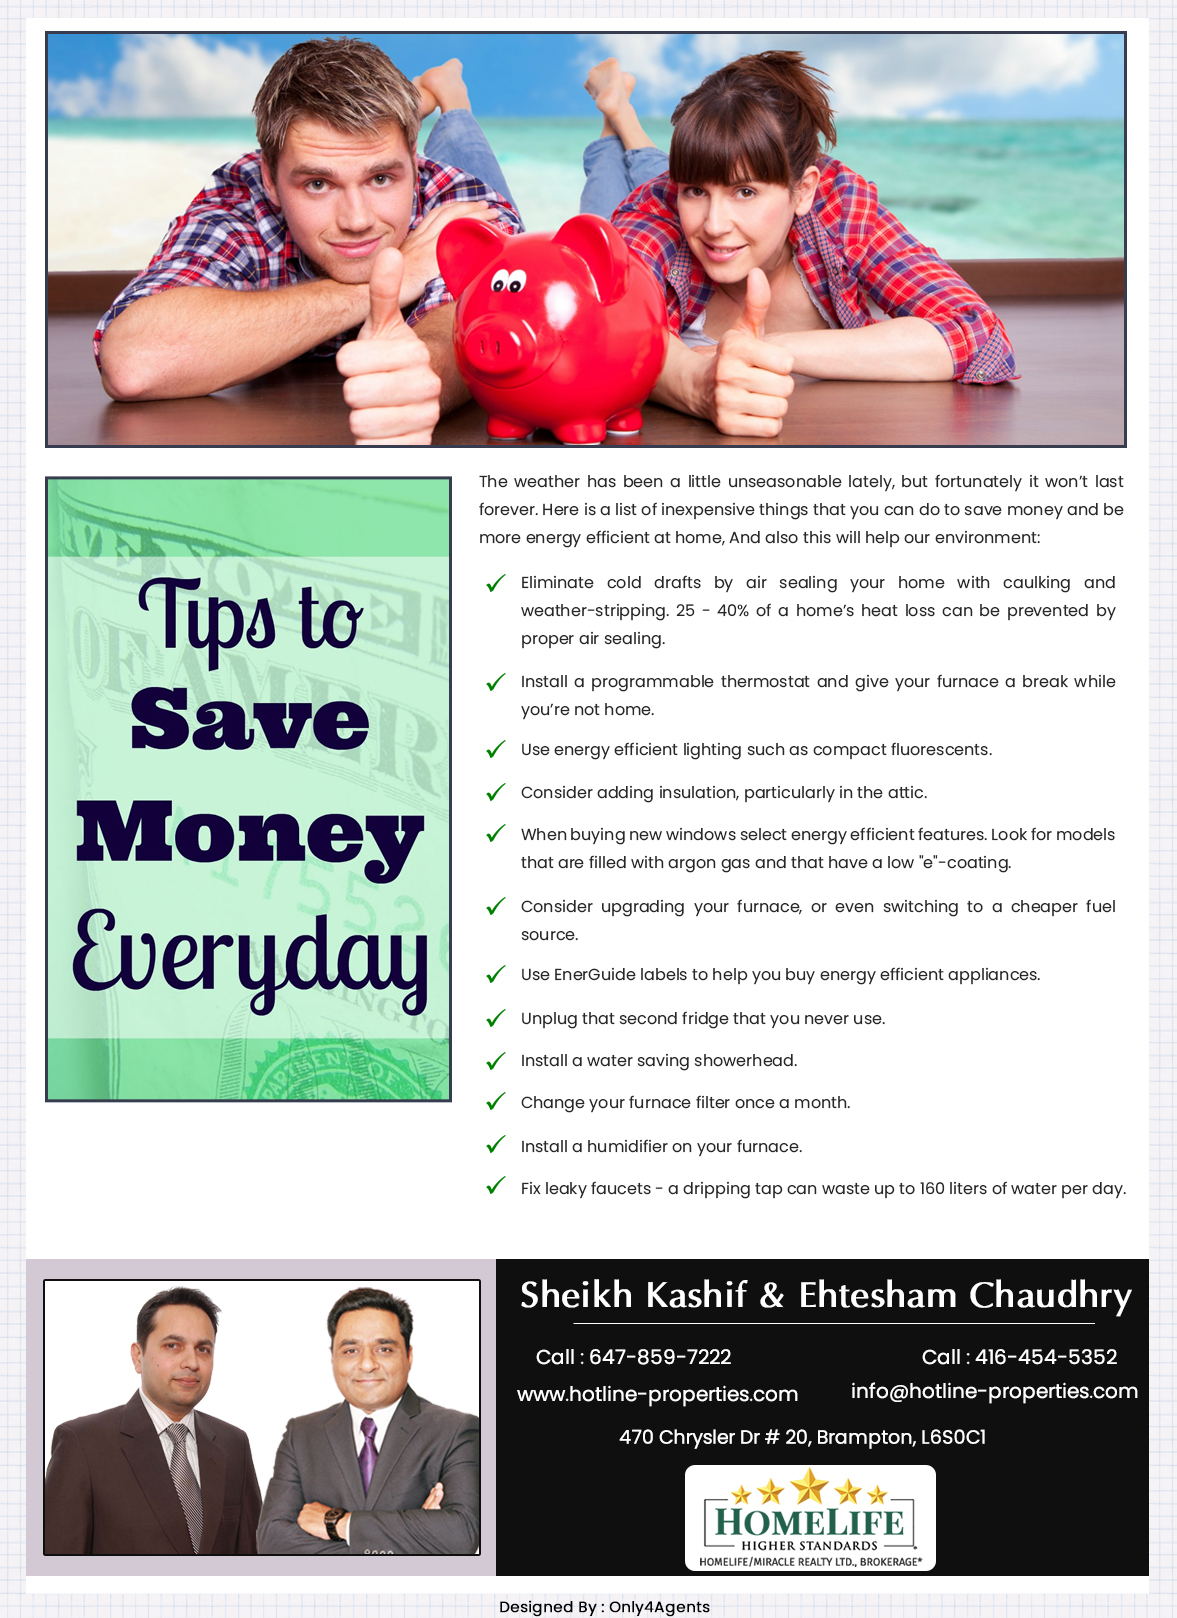 The weather has been a little unseasonable lately, but fortunately it won’t last
forever. Here is a list of inexpensive things that you can do to save money and be
more energy efficient at home, And also this will help our environment:
Tips to
Save
Money
Everyday
Eliminate cold drafts by air sealing your home with caulking and
weather-stripping. 25 - 40% of a home’s heat loss can be prevented by
proper air sealing.
Install a programmable thermostat and give your furnace a break while
you’re not home.
Use energy efficient lighting such as compact fluorescents.
Consider adding insulation, particularly in the attic.
When buying new windows select energy efficient features. Look for models
that are filled with argon gas and that have a low "e"-coating.
Consider upgrading your furnace, or even switching to a cheaper fuel
source.
Use EnerGuide labels to help you buy energy efficient appliances.
Unplug that second fridge that you never use.
Install a water saving showerhead.
Change your furnace filter once a month.
Install a humidifier on your furnace.
Fix leaky faucets - a dripping tap can waste up to 160 liters of water per day.
Sheikh Kashif & Ehtesham Chaudhry
Call : 647-859-7222
Call : 416-454-5352
www.hotline-properties.com
info@hotline-properties.com
470 Chrysler Dr # 20, Brampton, L6S0C1
HOMELIFE
HIGHER STANDARDS
HOMELIFE/MIRACLE REALTY LTD., BROKERAGE*
Designed By : Only4Agents